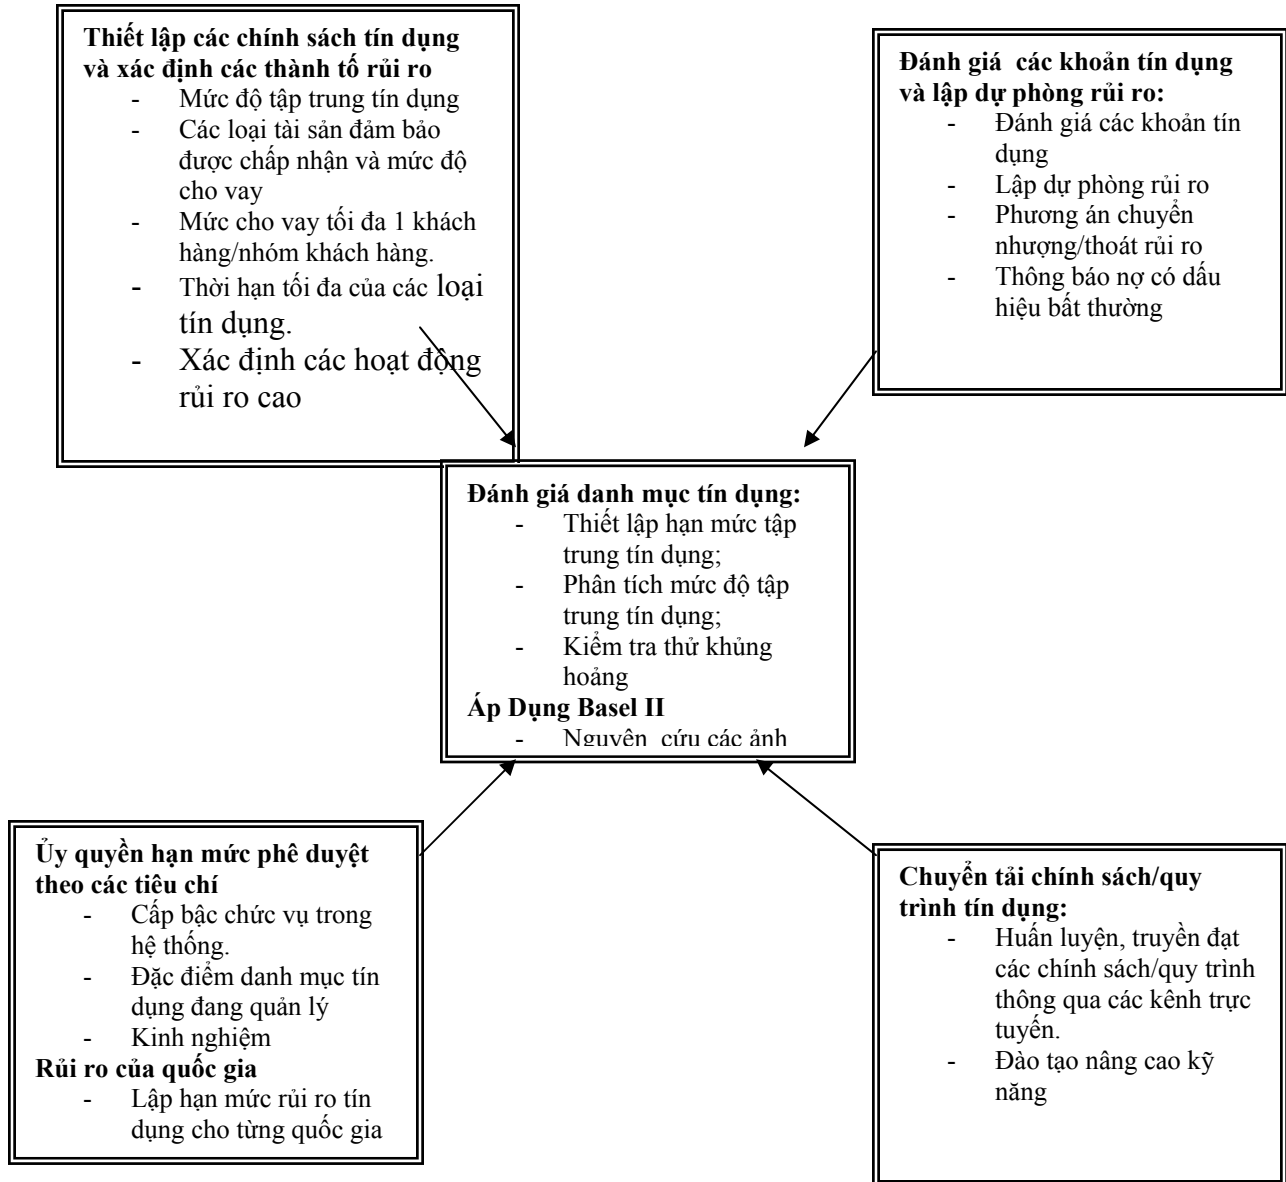 Thiết lập các chính sách tín dụng
và xác định các thành tố rủi ro
- Mức độ tập trung tín dụng
- Các loại tài sản đảm bảo
được chấp nhận và mức độ
cho vay
- Mức cho vay tối đa 1 khách
hàng/nhóm khách hàng.
- Thời hạn tối đa của các loại
tín dụng.
- Xác định các hoạt động
rủi ro cao
Đánh giá các khoản tín dụng
và lập dự phòng rủi ro:
- Đánh giá các khoản tín
dụng
- Lập dự phòng rủi ro
- Phương án chuyển
nhượng/thoát rủi ro
- Thông báo nợ có dấu
hiệu bất thường
Đánh giá danh mục tín dụng:
- Thiết lập hạn mức tập
trung tín dụng;
- Phân tích mức độ tập
trung tín dụng;
- Kiểm tra thử khủng
hoảng
Áp Dụng Basel II
- Nguyên cứu các ảnh
Ủy quyền hạn mức phê duyệt
theo các tiêu chí
- Cấp bậc chức vụ trong
hệ thống.
- Đặc điểm danh mục tín
dụng đang quản lý
- Kinh nghiệm
Rủi ro của quốc gia
- Lập hạn mức rủi ro tín
dụng cho từng quốc gia
Chuyển tải chính sách/quy
trình tín dụng:
- Huấn luyện, truyền đạt
các chính sách/quy trình
thông qua các kênh trực
tuyến.
- Đào tạo nâng cao kỹ
năng